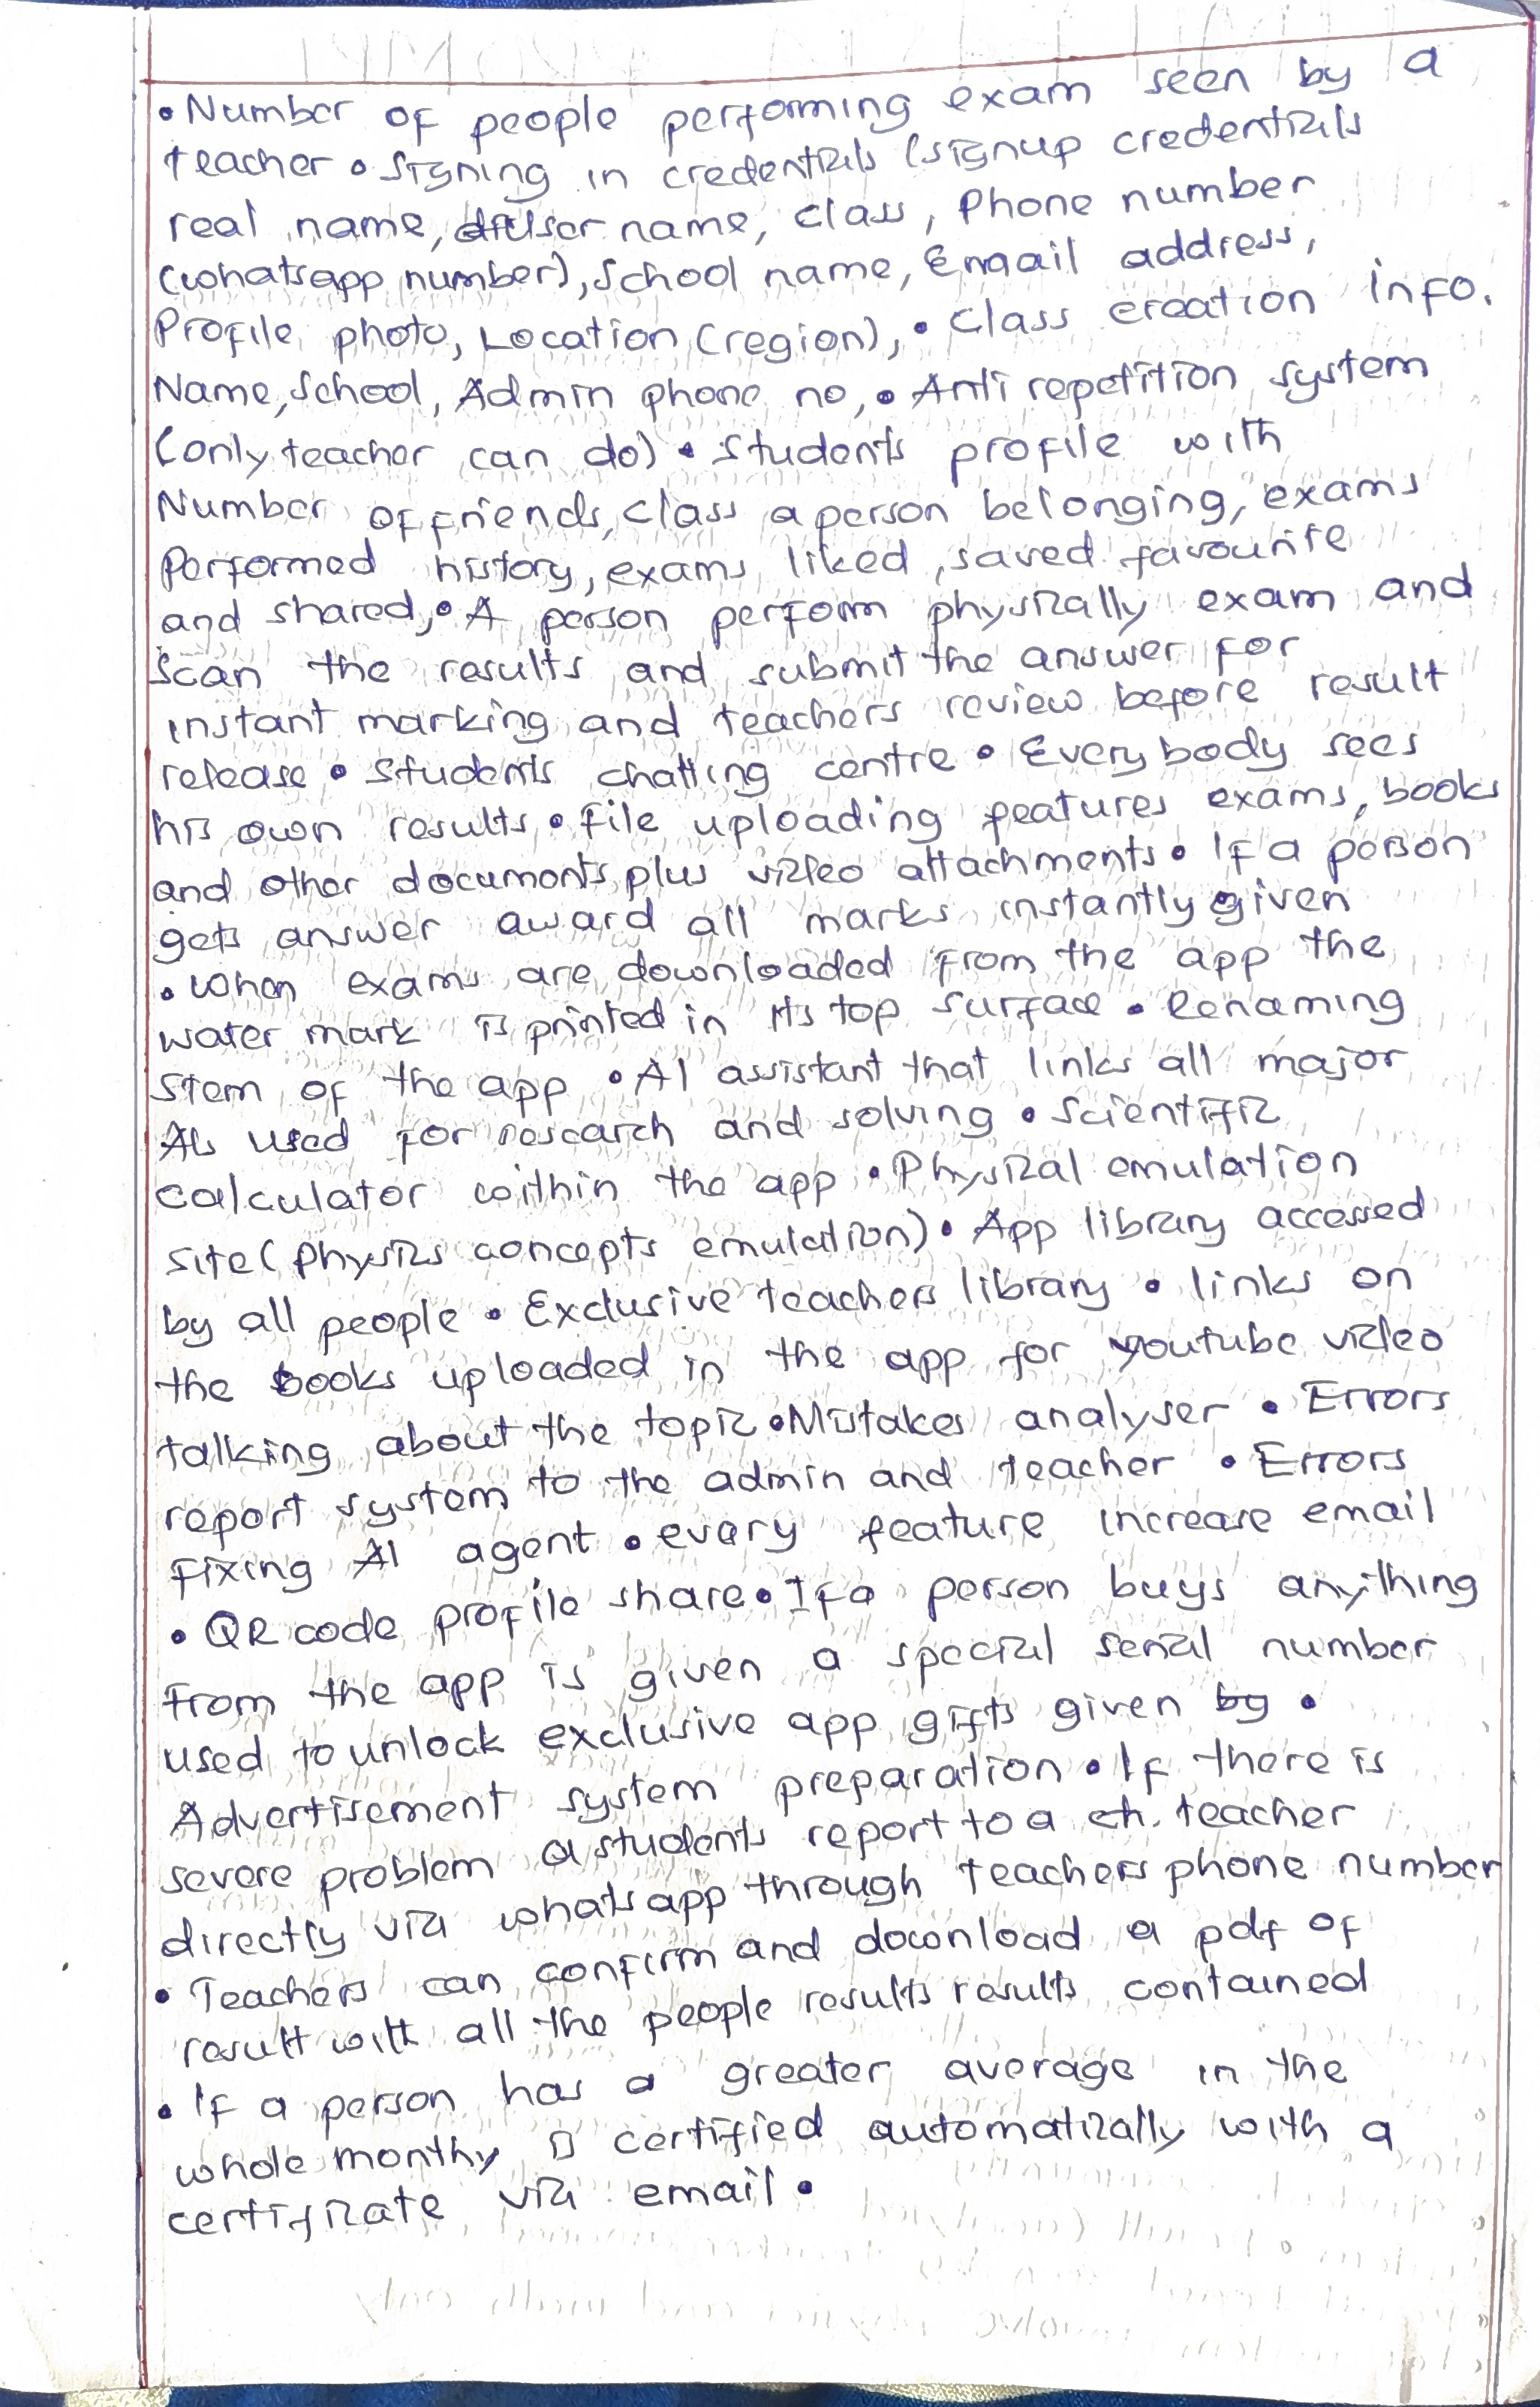 • Number of people performing exam seen by a
teacher • Signing in credentials (signup credentials
real name, user name, class, Phone number
(whatsapp number), School name, Emaail address,
Profile photo, Location (region), • Class creation info.
Name, School, Admin phone no, • Anti repetition system
(only teacher can do) • Students profile with
Number of friends, class a person belonging, exams
performed history, exams liked, saved favourite
and shared, • A person perform physically exam and
Scan the results and submit the answer for
instant marking and teachers review before result
release • Students chatting centre • Everybody sees
his own results • file uploading features exams, books
and other documents plus video attachments • If a person
gets answer award all marks instantly given
• When exams are downloaded from the app the
water mark is printed in its top surface • Renaming
stem of the app • AI assistant that links all major
AIs used for research and solving • Scientific
calculator within the app • Physical emulation
site (physics concepts emulation) • App library accessed
by all people • Exclusive teachers library • links on
the books uploaded in the app for youtube video
talking about the topic • Mistakes analyser • Errors
report system to the admin and teacher • Errors
Fixing AI agent • every feature increase email
• QR code profile share • If a person buys anything
from the app is given a special serial number
used to unlock exclusive app gifts given by •
Advertisement system preparation • If there is
severe problem a students report to a ch. teacher
directly via whatsapp through teachers phone number
• Teachers can confirm and download a pdf of
result with all the people results results contained
• If a person has a greater average in the
whole monthy is certified automatically with a
certificate via email •